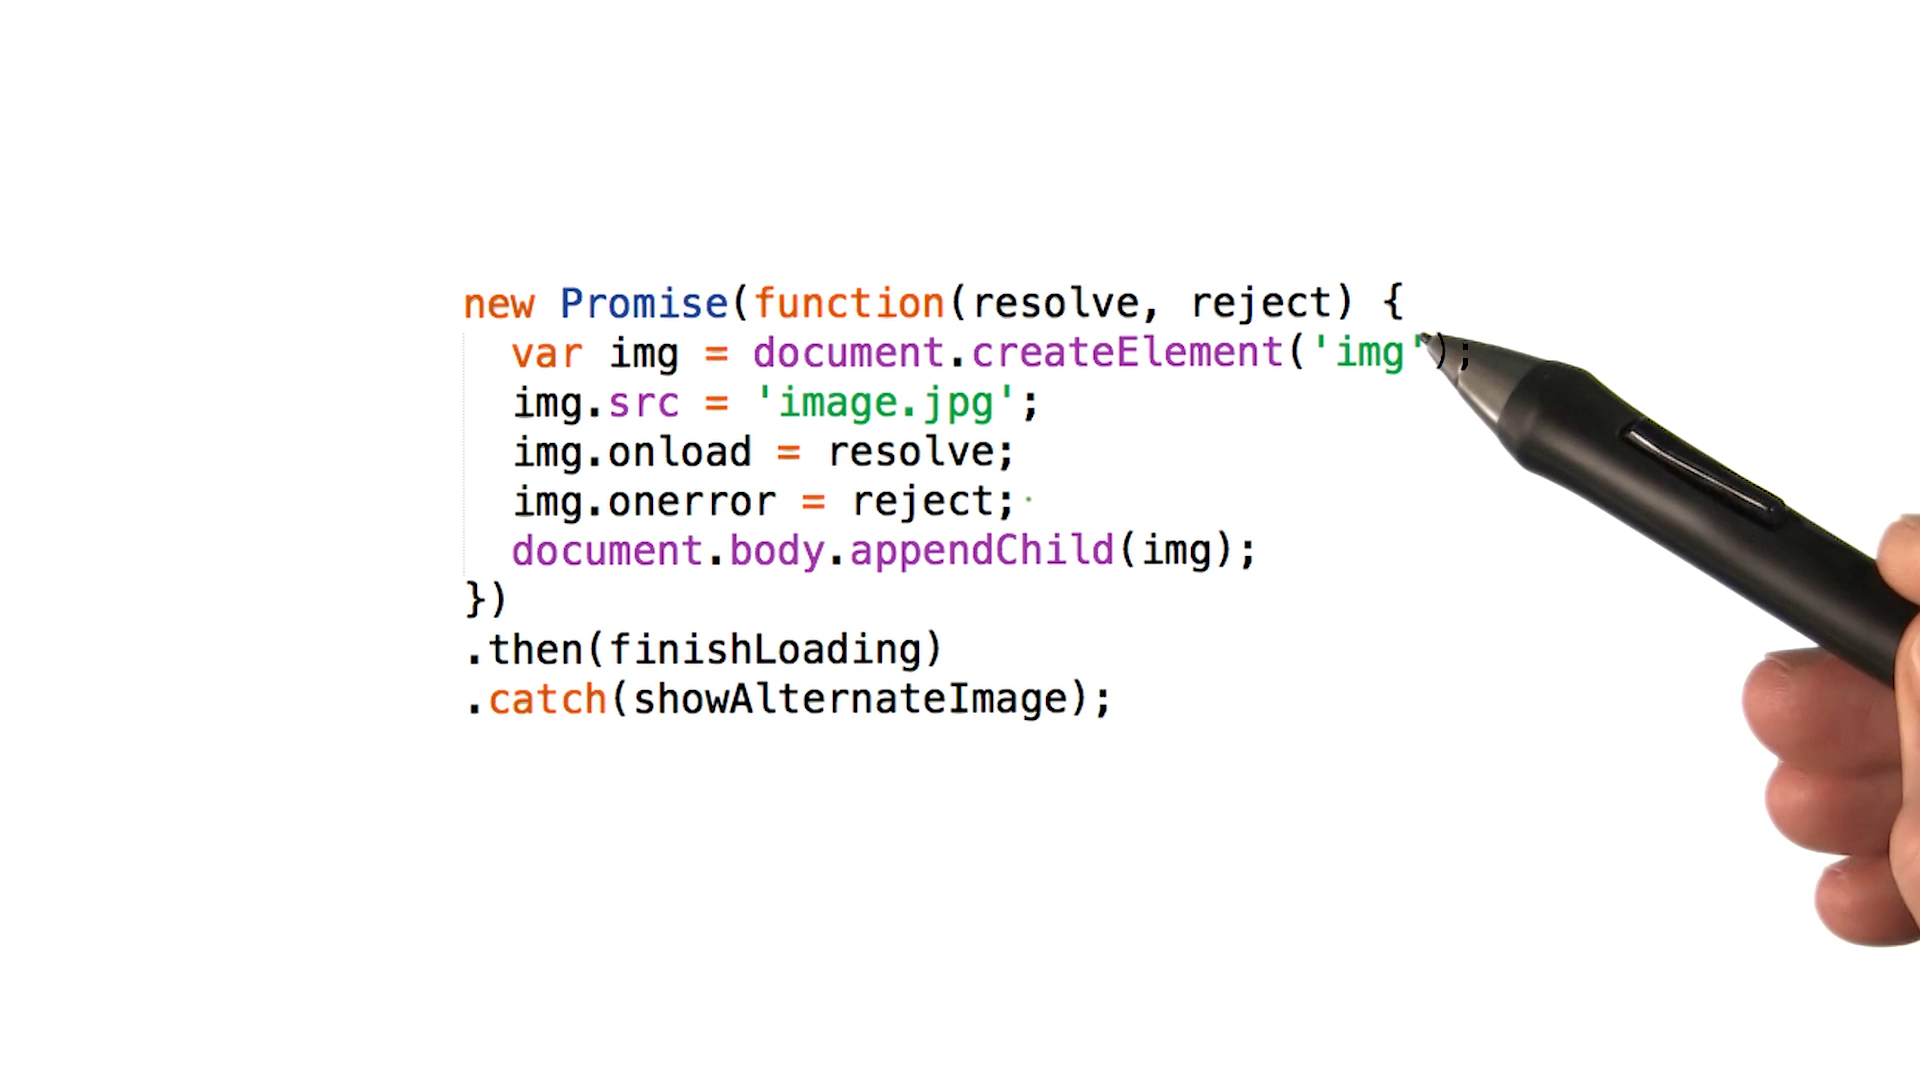 new Promise(function(resolve, reject) {
  var img = document.createElement('img');
  img.src = 'image.jpg';
  img.onload = resolve;
  img.onerror = reject;
  document.body.appendChild(img);
})
.then(finishLoading)
.catch(showAlternateImage);